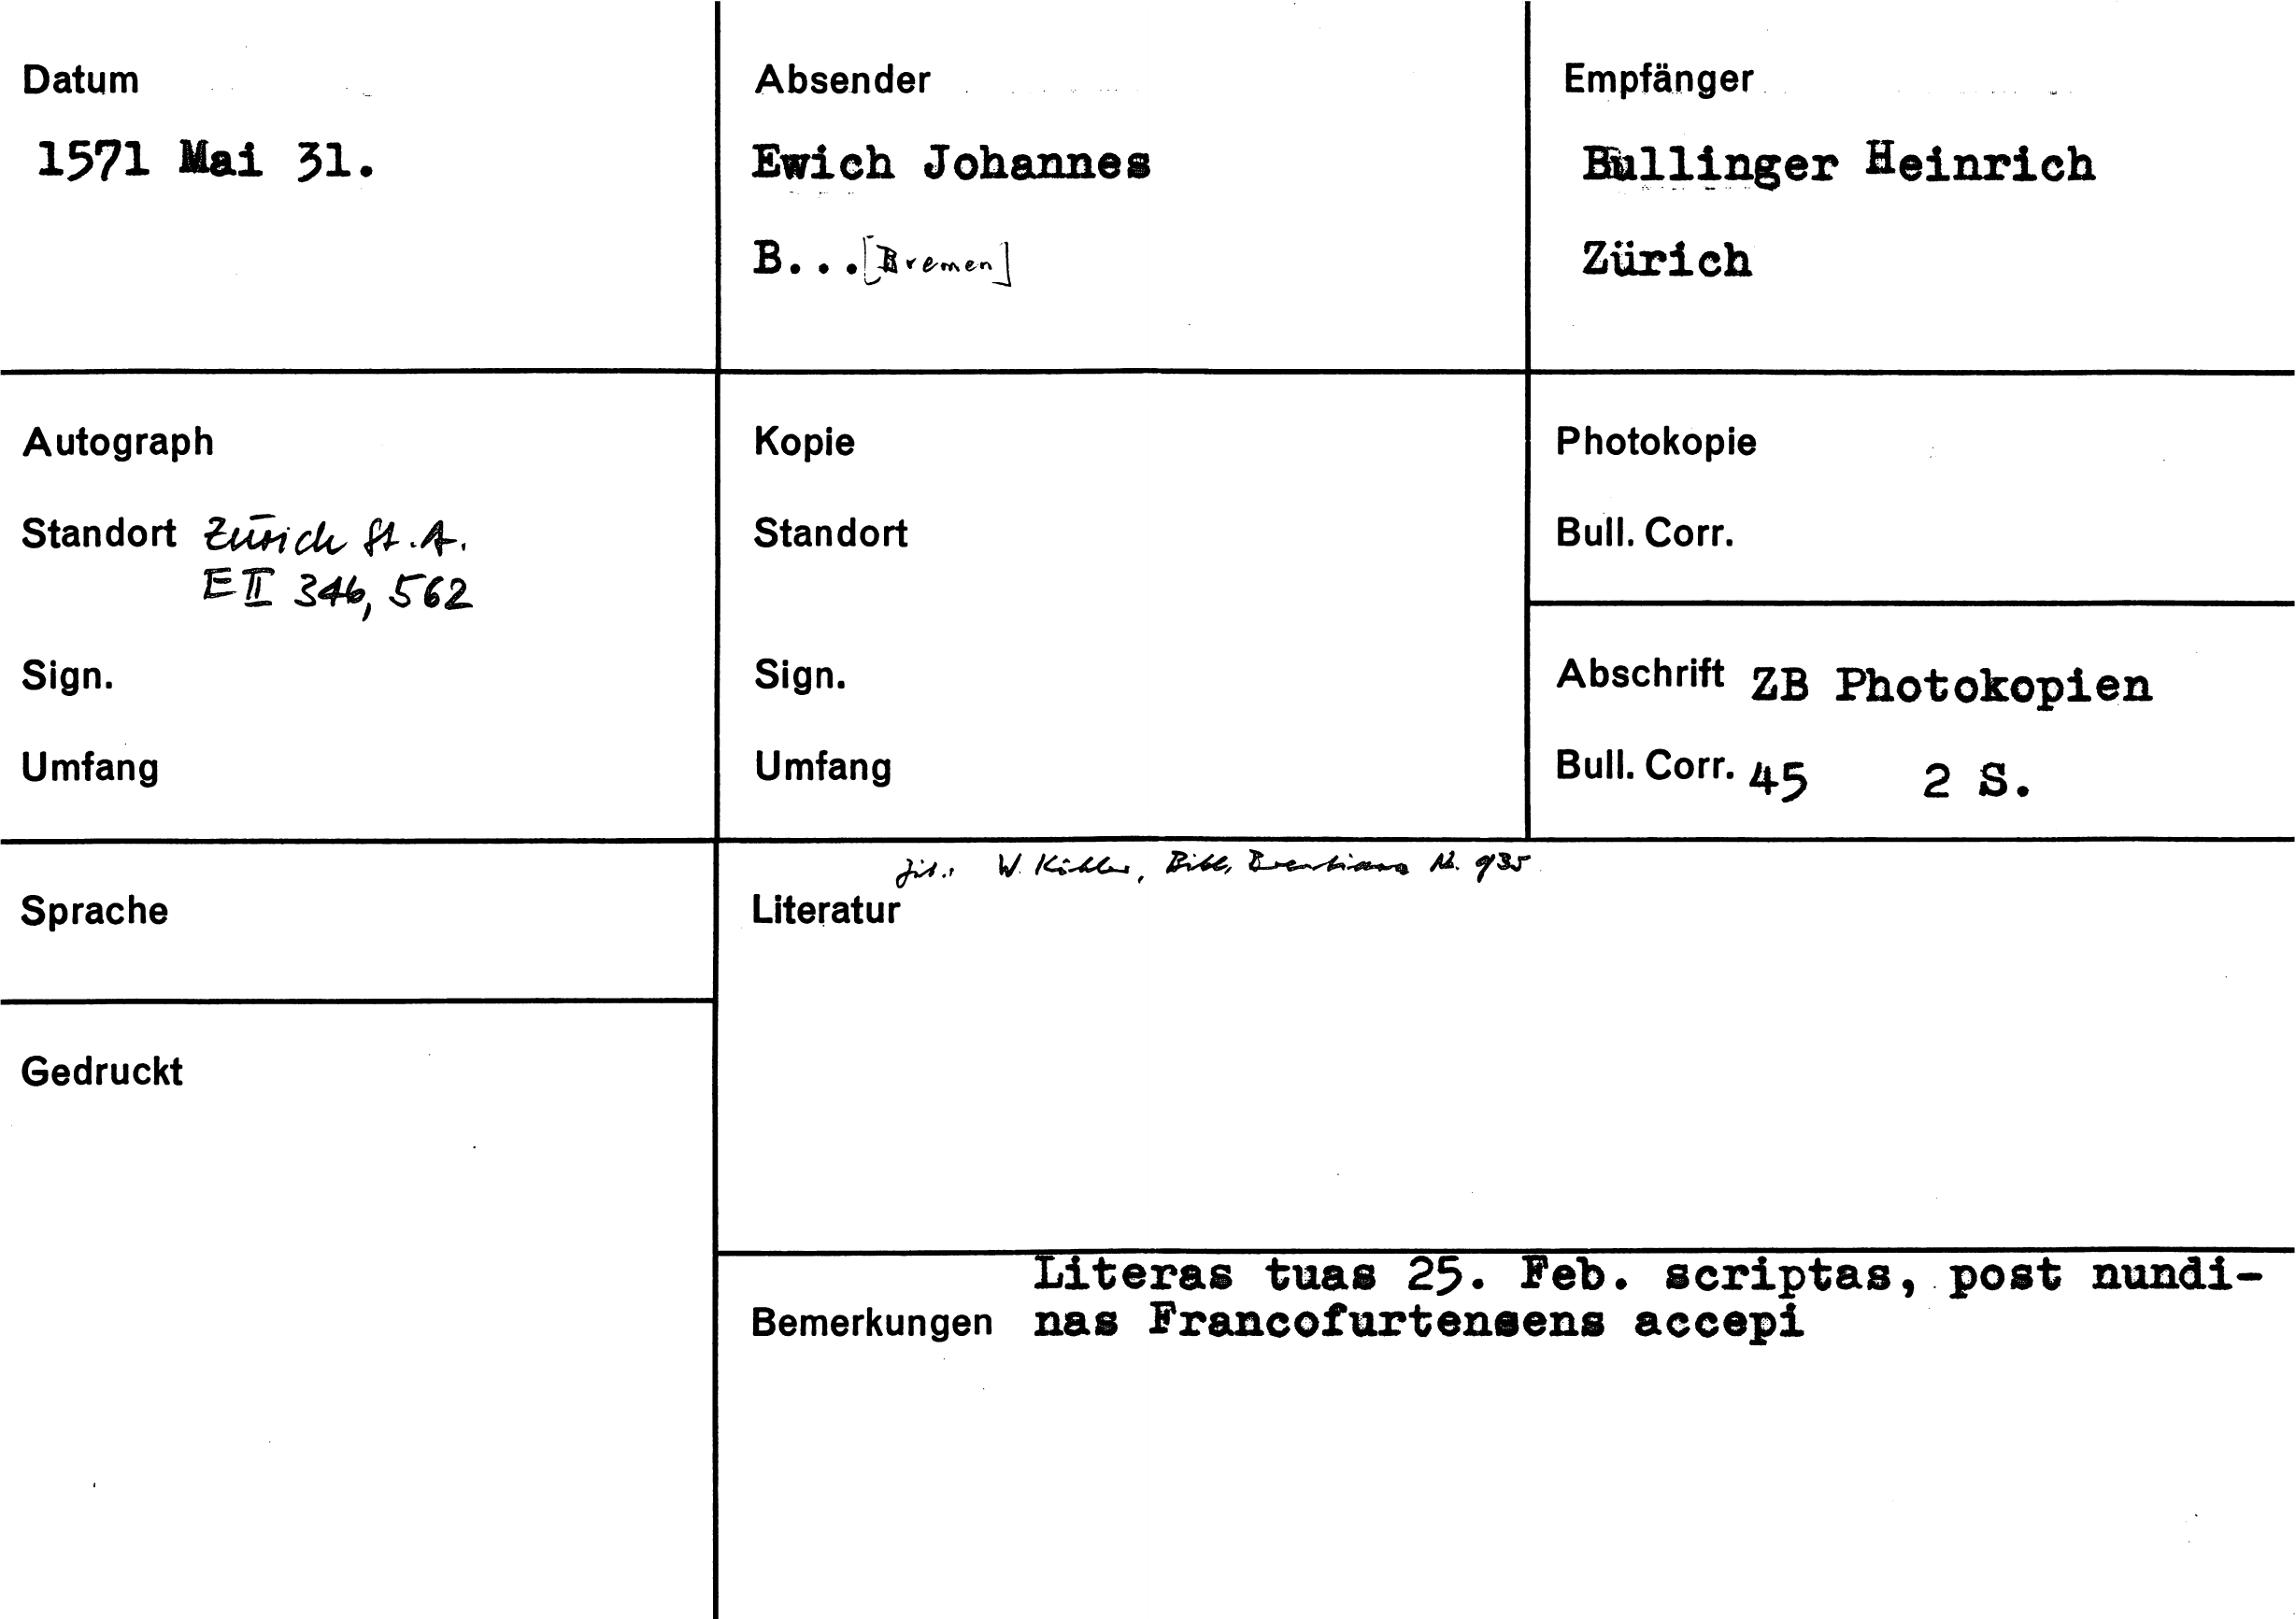 Datum
1571 Mai 31.
Absender
Ewich Johannes
B...[Bremen]
Empfänger
Bullinger Heinrich
Zürich
Autograph
Standort Zürich St.A.
E II 346, 562
Sign.
Umfang
Kopie
Standort
Sign.
Umfang
Photokopie
Bull. Corr.
Abschrift ZB Photokopien
Bull. Corr. 45 2 S.
Sprache
Gedruckt
zit.: W. Köhler, Bibl. Brentiana Nr. 935
Literatur
Literas tuas 25. Feb. scriptas, post nundi-
Bemerkungen nas Francofurtensens accepi